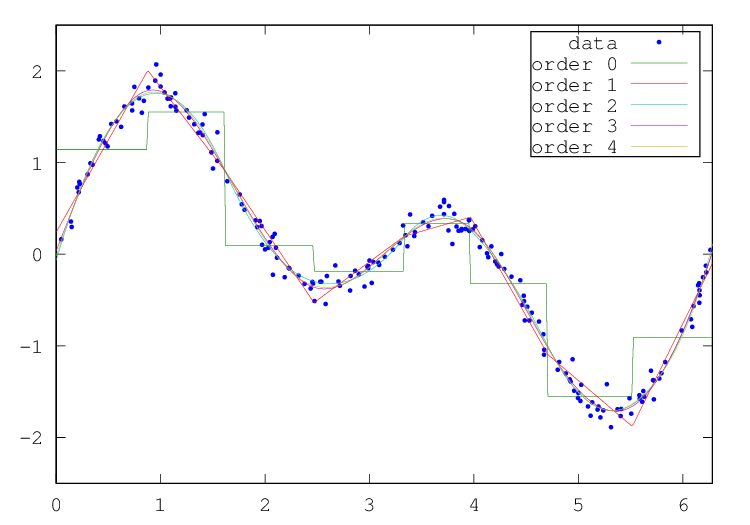 data
order 0
order 1
order 2
order 3
order 4
2
1
0
-1
-2
0 1 2 3 4 5 6